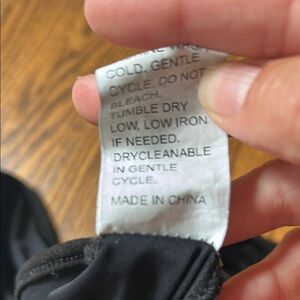 WASH
COLD. GENTLE
CYCLE. DO NOT
BLEACH.
TUMBLE DRY
LOW, LOW IRON
IF NEEDED.
DRYCLEANABLE
IN GENTLE
CYCLE.
MADE IN CHINA